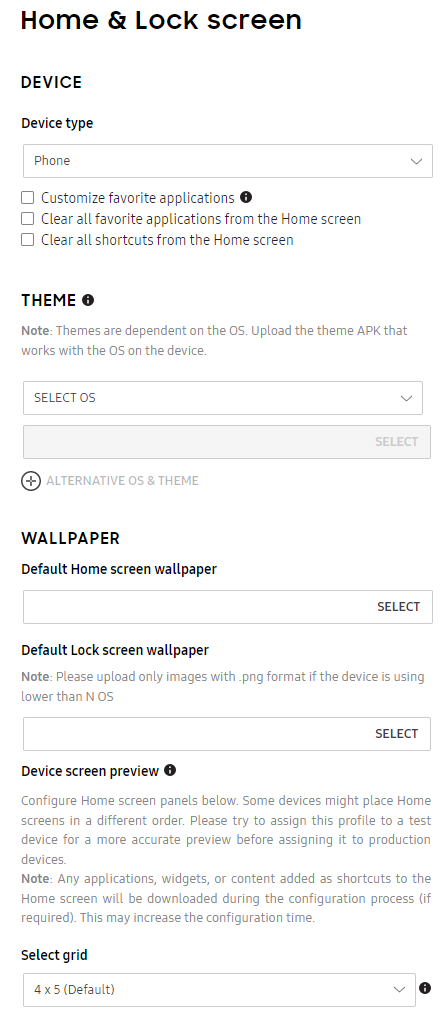 Home & Lock screen
DEVICE
Device type
Phone
Customize favorite applications
Clear all favorite applications from the Home screen
Clear all shortcuts from the Home screen
THEME
Note: Themes are dependent on the OS. Upload the theme APK that
works with the OS on the device.
SELECT OS
SELECT
ALTERNATIVE OS & THEME
WALLPAPER
Default Home screen wallpaper
SELECT
Default Lock screen wallpaper
Note: Please upload only images with .png format if the device is using
lower than N OS
SELECT
Device screen preview
Configure Home screen panels below. Some devices might place Home
screens in a different order. Please try to assign this profile to a test
device for a more accurate preview before assigning it to production
devices.
Note: Any applications, widgets, or content added as shortcuts to the
Home screen will be downloaded during the configuration process (if
required). This may increase the configuration time.
Select grid
4 x 5 (Default)